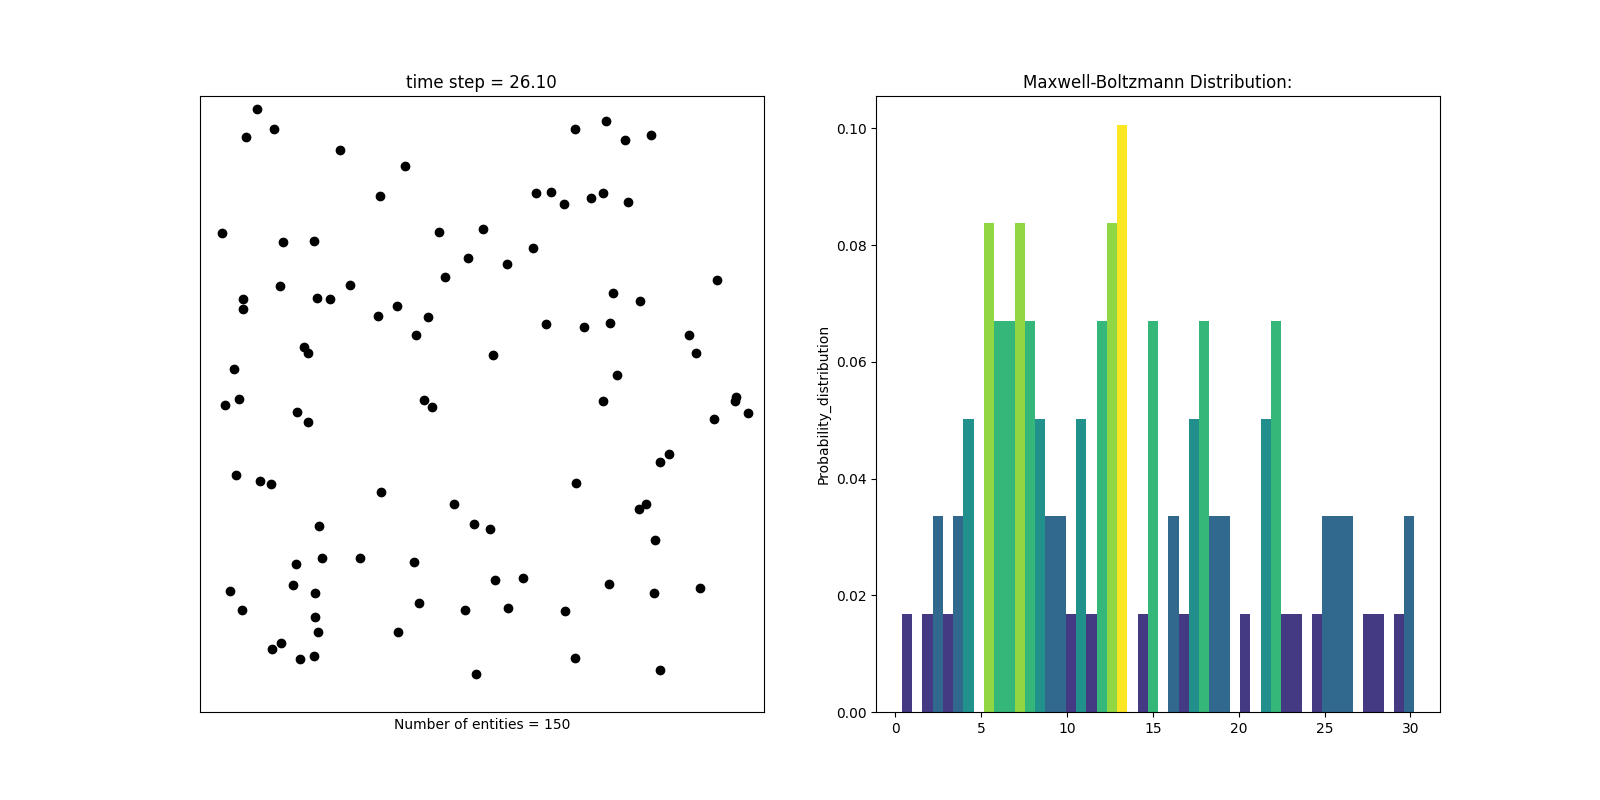 time step = 26.10
Number of entities = 150
Maxwell-Boltzmann Distribution:
Probability_distribution
0.10
0.08
0.06
0.04
0.02
0.00
0 5 10 15 20 25 30